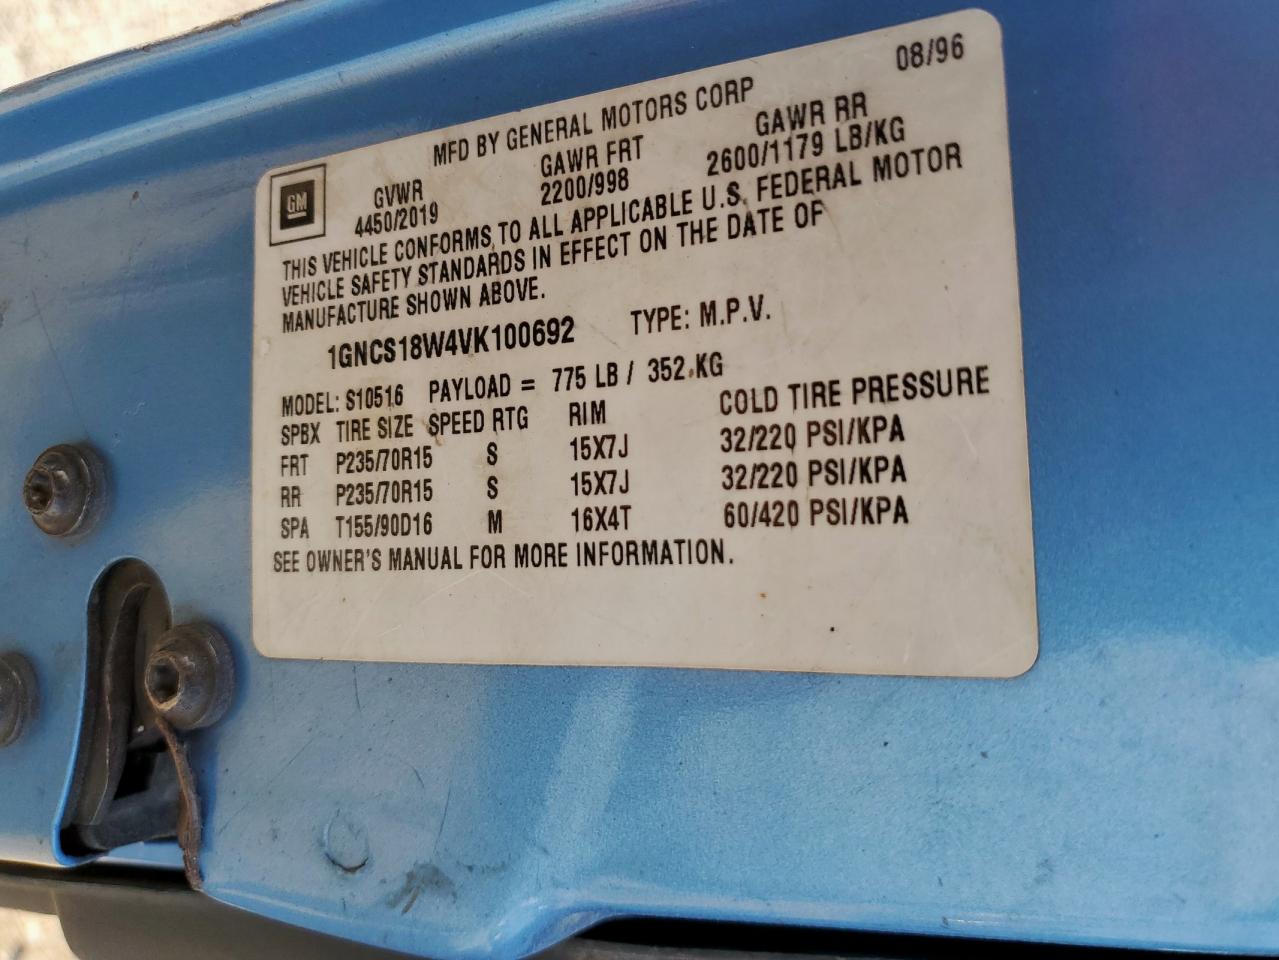 08/96
MFD BY GENERAL MOTORS CORP
GM
GVWR GAWR FRT GAWR RR
4450/2019 2200/998 2600/1179 LB/KG
THIS VEHICLE CONFORMS TO ALL APPLICABLE U.S. FEDERAL MOTOR
VEHICLE SAFETY STANDARDS IN EFFECT ON THE DATE OF
MANUFACTURE SHOWN ABOVE.
1GNCS18W4VK100692 TYPE: M.P.V.
MODEL: S10516 PAYLOAD = 775 LB / 352 KG
SPBX TIRE SIZE SPEED RTG RIM COLD TIRE PRESSURE
FRT P235/70R15 S 15X7J 32/220 PSI/KPA
RR P235/70R15 S 15X7J 32/220 PSI/KPA
SPA T155/90D16 M 16X4T 60/420 PSI/KPA
SEE OWNER'S MANUAL FOR MORE INFORMATION.